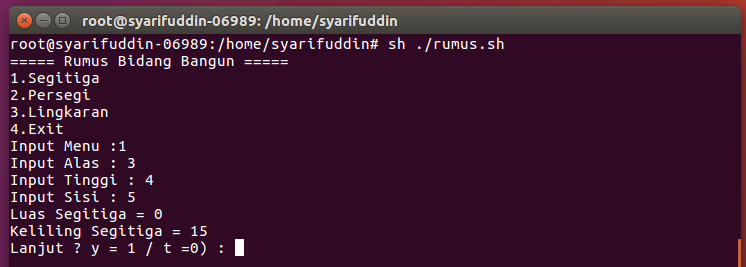 root@syarifuddin-06989: /home/syarifuddin
root@syarifuddin-06989:/home/syarifuddin# sh ./rumus.sh
===== Rumus Bidang Bangun =====
1.Segitiga
2.Persegi
3.Lingkaran
4.Exit
Input Menu :1
Input Alas : 3
Input Tinggi : 4
Input Sisi : 5
Luas Segitiga = 0
Keliling Segitiga = 15
Lanjut ? y = 1 / t =0) :